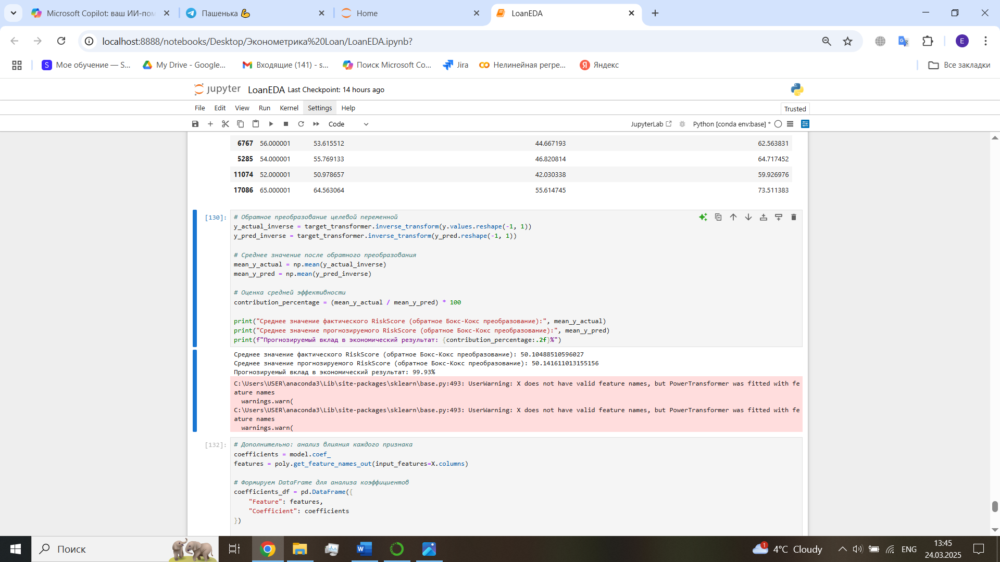 Microsoft Copilot: ваш ИИ-пом
Пашенька 💪
Home
LoanEDA
localhost:8888/notebooks/Desktop/Эконометрика%20Loan/LoanEDA.ipynb?
E
S Мое обучение — S...
My Drive - Google...
Входящие (141) - s...
Поиск Microsoft Co...
Jira
Нелинейная регре...
Я Яндекс
Все закладки
jupyter LoanEDA Last Checkpoint: 14 hours ago
File Edit View Run Kernel Settings Help
Trusted
Code
JupyterLab
Python [conda env:base] *
6767 56.000001 53.615512 44.667193 62.563831
5285 54.000001 55.769133 46.820814 64.717452
11074 52.000001 50.978657 42.030338 59.926976
17086 65.000001 64.563064 55.614745 73.511383
[130]: # Обратное преобразование целевой переменной
y_actual_inverse = target_transformer.inverse_transform(y.values.reshape(-1, 1))
y_pred_inverse = target_transformer.inverse_transform(y_pred.reshape(-1, 1))
# Среднее значение после обратного преобразования
mean_y_actual = np.mean(y_actual_inverse)
mean_y_pred = np.mean(y_pred_inverse)
# Оценка средней эффективности
contribution_percentage = (mean_y_actual / mean_y_pred) * 100
print("Среднее значение фактического RiskScore (обратное Бокс-Кокс преобразование):", mean_y_actual)
print("Среднее значение прогнозируемого RiskScore (обратное Бокс-Кокс преобразование):", mean_y_pred)
print(f"Прогнозируемый вклад в экономический результат: {contribution_percentage:.2f}%")
Среднее значение фактического RiskScore (обратное Бокс-Кокс преобразование): 50.10488510596027
Среднее значение прогнозируемого RiskScore (обратное Бокс-Кокс преобразование): 50.141611013155156
Прогнозируемый вклад в экономический результат: 99.93%
C:\Users\USER\anaconda3\Lib\site-packages\sklearn\base.py:493: UserWarning: X does not have valid feature names, but PowerTransformer was fitted with fe
ature names
warnings.warn(
C:\Users\USER\anaconda3\Lib\site-packages\sklearn\base.py:493: UserWarning: X does not have valid feature names, but PowerTransformer was fitted with fe
ature names
warnings.warn(
[132]: # Дополнительно: анализ влияния каждого признака
coefficients = model.coef_
features = poly.get_feature_names_out(input_features=X.columns)
# Формируем DataFrame для анализа коэффициентов
coefficients_df = pd.DataFrame({
"Feature": features,
"Coefficient": coefficients
})
Поиск
1
4°C Cloudy
ENG
13:45
24.03.2025